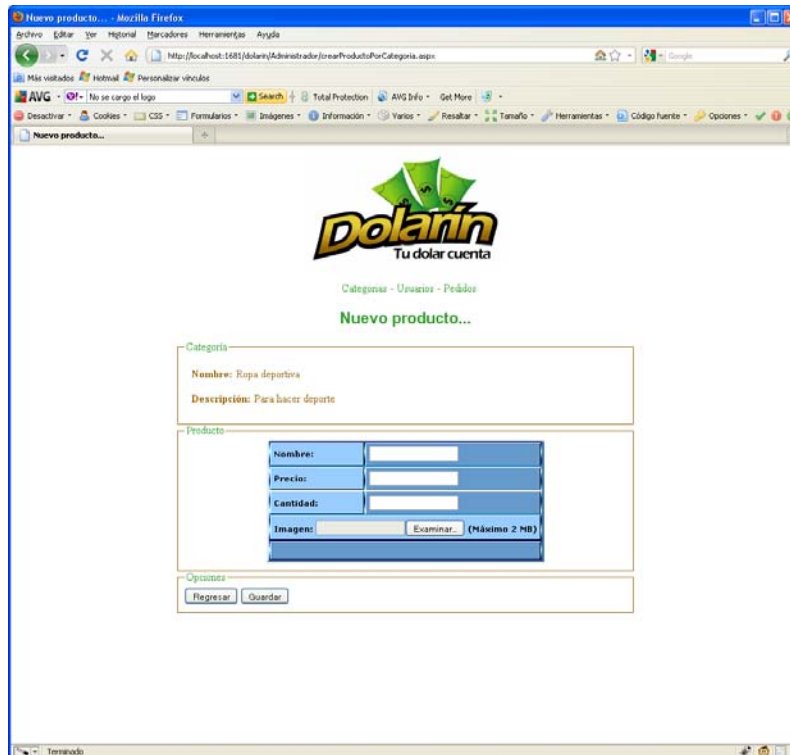 Nuevo producto... - Mozilla Firefox
Archivo Editar Ver Historial Marcadores Herramientas Ayuda
http://localhost:1681/dolarin/Administrador/crearProductoPorCategoria.aspx
Google
Más visitados Hotmail Personalizar vínculos
AVG No se cargo el logo Search Total Protection AVG Info Get More
Desactivar Cookies CSS Formularios Imágenes Información Varios Resaltar Tamaño Herramientas Código fuente Opciones
Nuevo producto...
Dolarín
Tu dolar cuenta
Categorias - Usuarios - Pedidos
Nuevo producto...
Categoría
Nombre: Ropa deportiva
Descripción: Para hacer deporte
Producto
Nombre:
Precio:
Cantidad:
Imagen: Examinar... (Máximo 2 MB)
Opciones
Regresar Guardar
Terminado